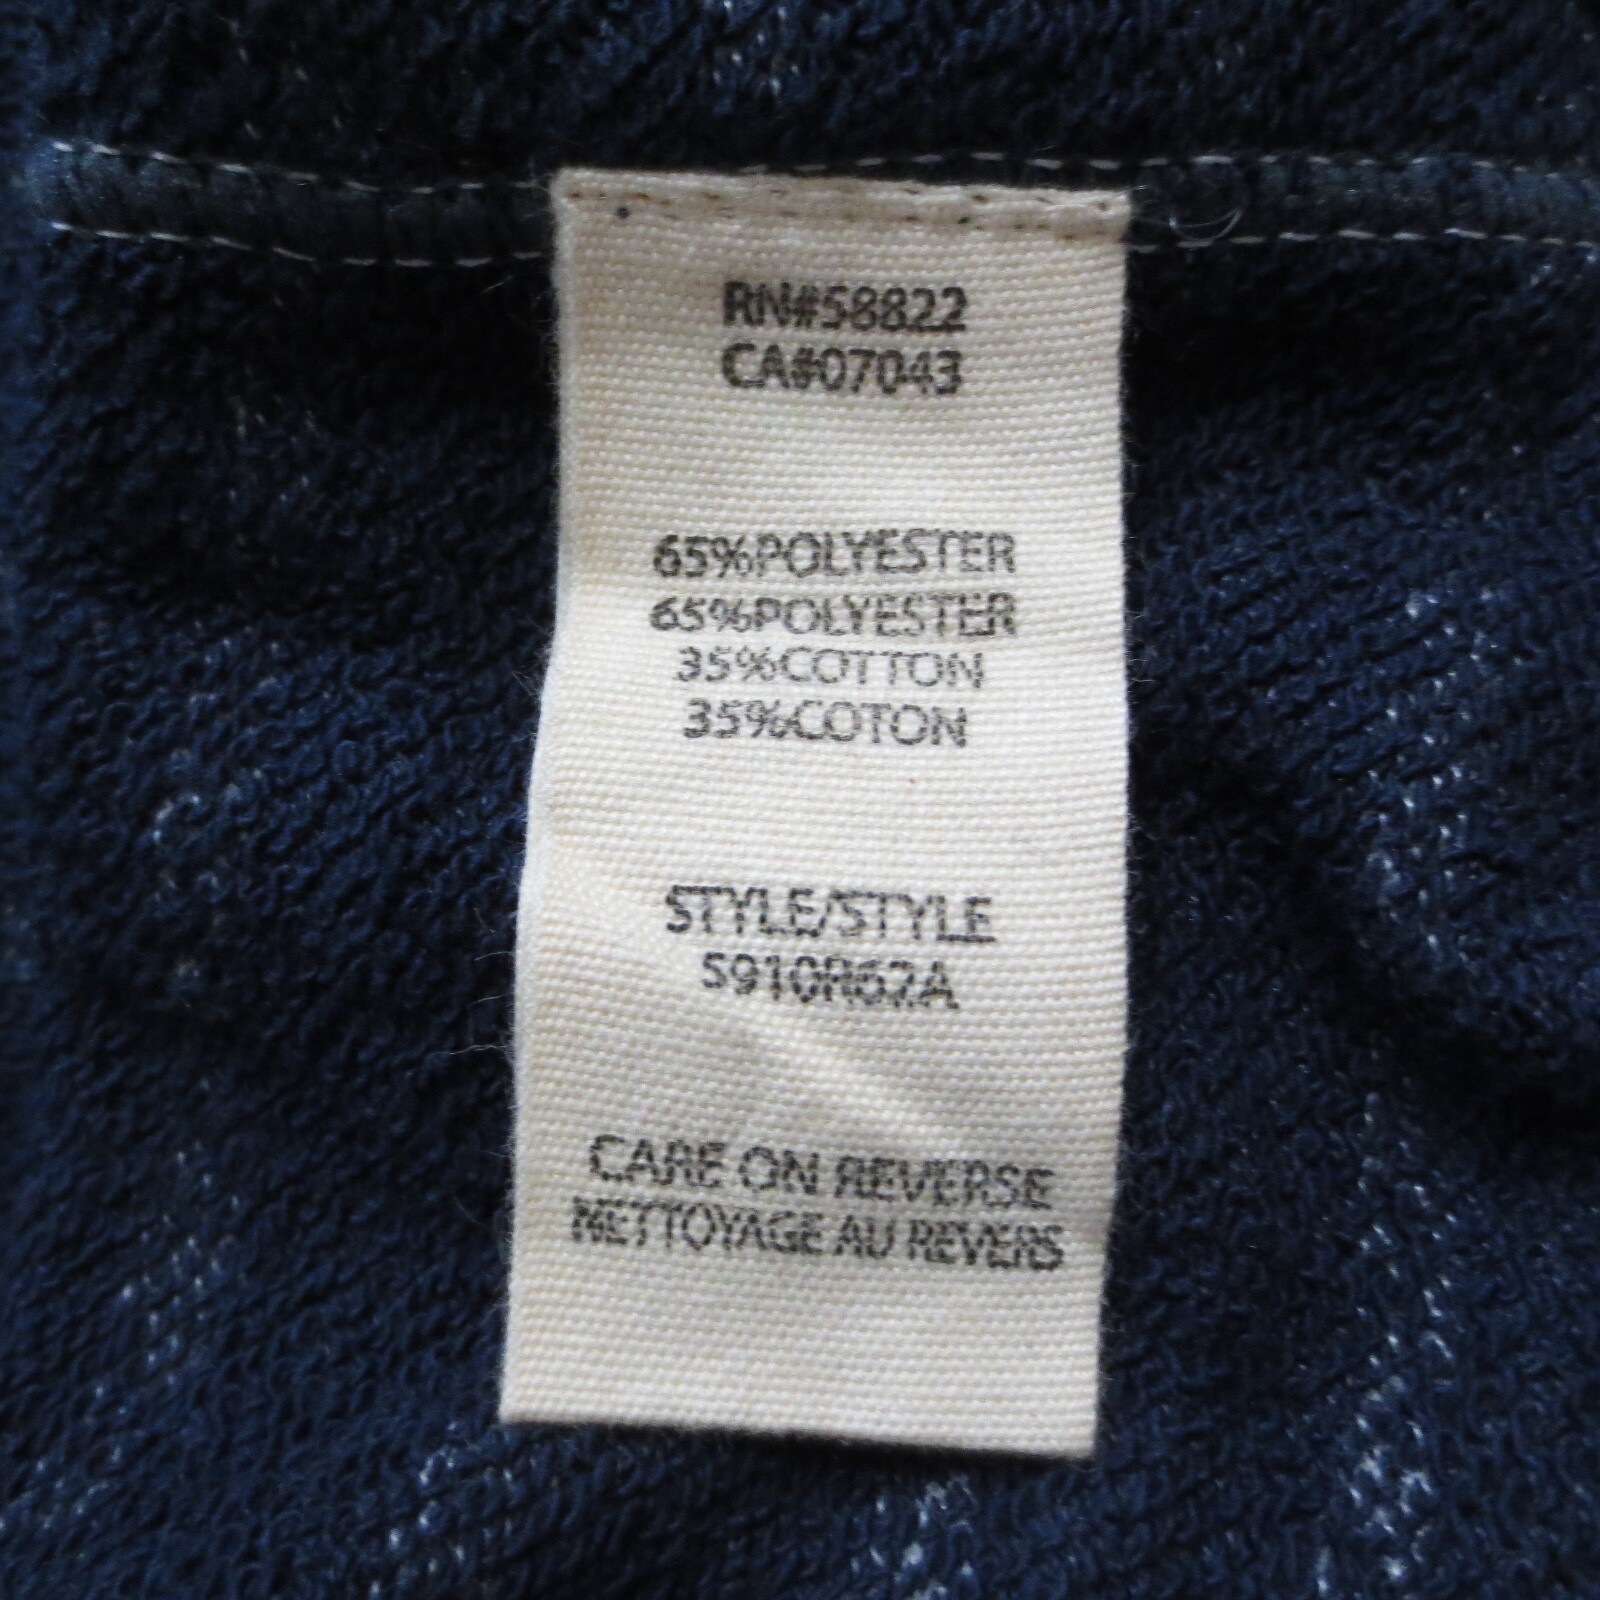 RN#58822
CA#07043
65%POLYESTER
65%POLYESTER
35%COTTON
35%COTON
STYLE/STYLE
5910R62A
CARE ON REVERSE
NETTOYAGE AU REVERS